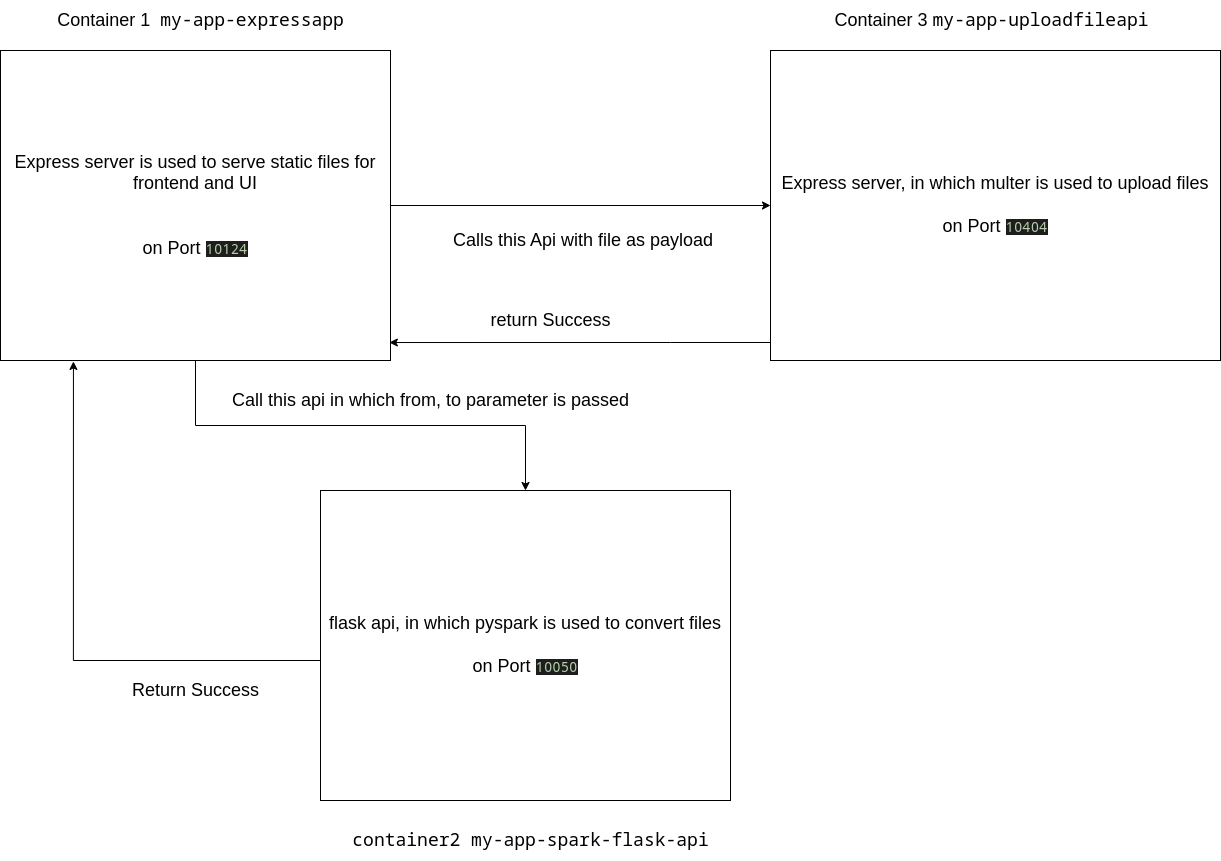 Container 1 my-app-expressapp
Container 3 my-app-uploadfileapi
Express server is used to serve static files for
frontend and UI
on Port 10124
Calls this Api with file as payload
return Success
Express server, in which multer is used to upload files
on Port 10404
Call this api in which from, to parameter is passed
flask api, in which pyspark is used to convert files
on Port 10050
Return Success
container2 my-app-spark-flask-api